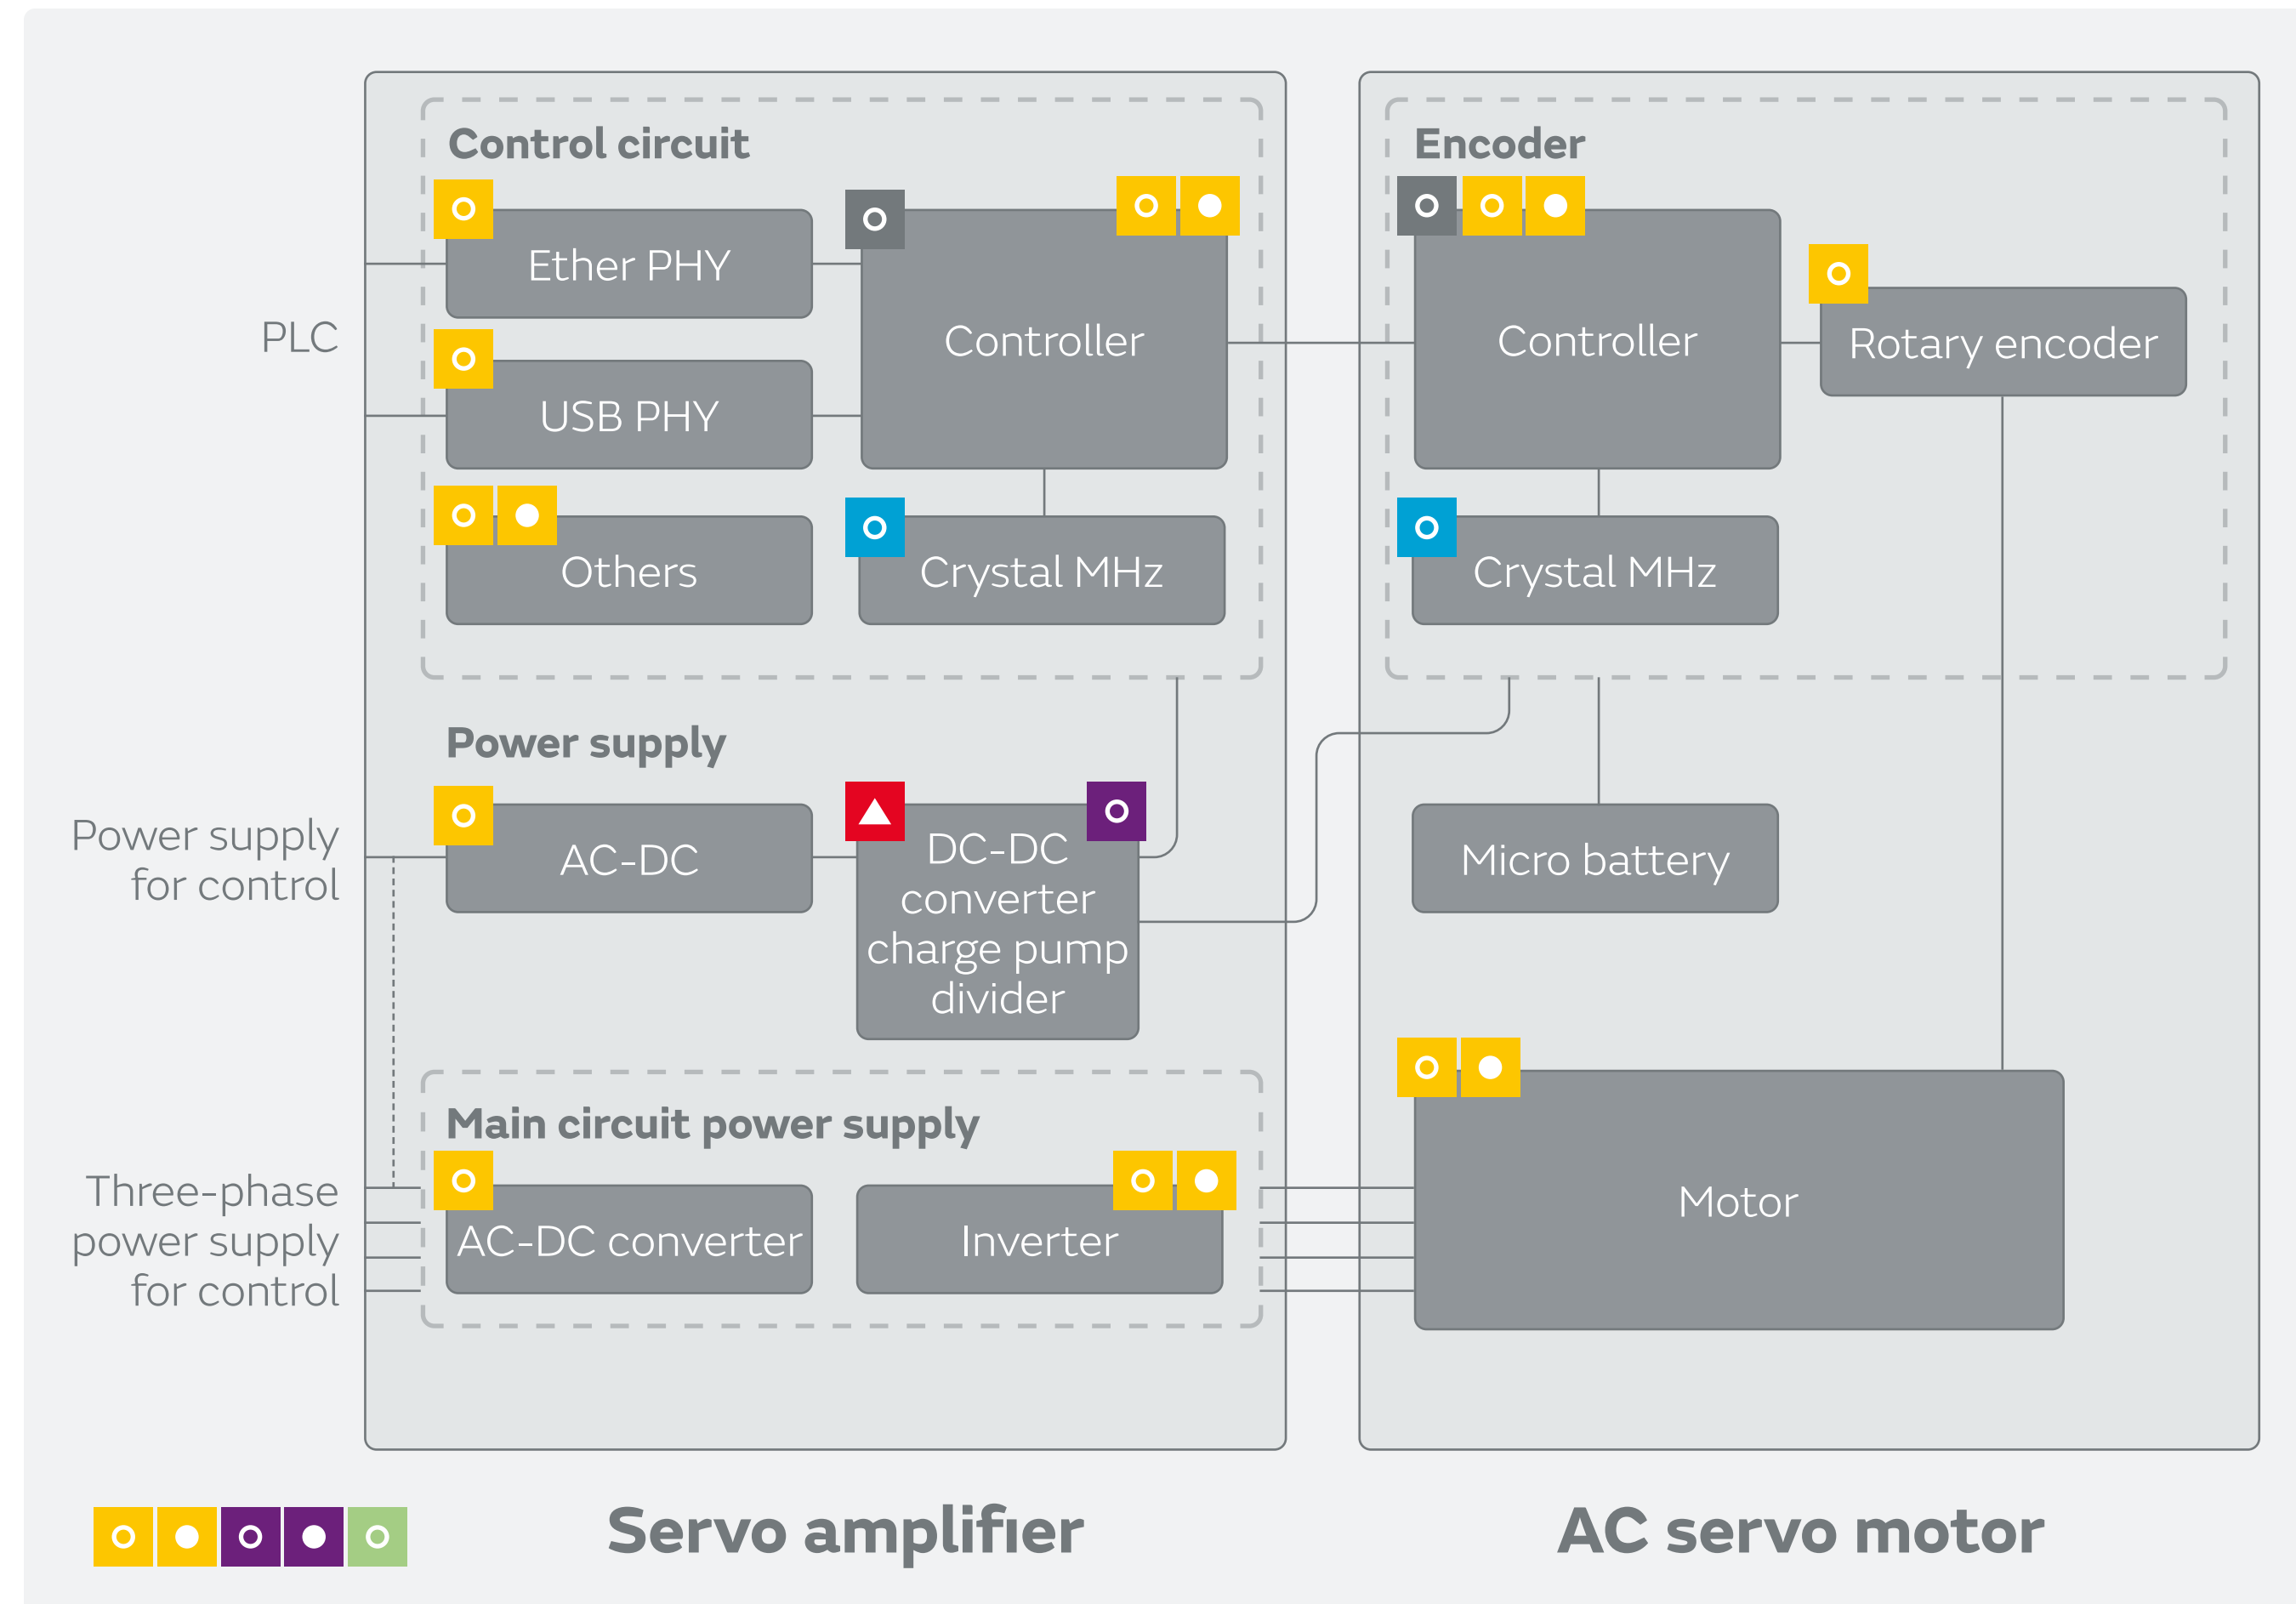 Control circuit
Encoder
Ether PHY
PLC
Controller
Controller
Rotary encoder
USB PHY
Others
Crystal MHz
Crystal MHz
Power supply
Power supply
for control
AC-DC
DC-DC
converter
charge pump
divider
Micro battery
Main circuit power supply
Three-phase
power supply
for control
AC-DC converter
Inverter
Motor
Servo amplifier
AC servo motor